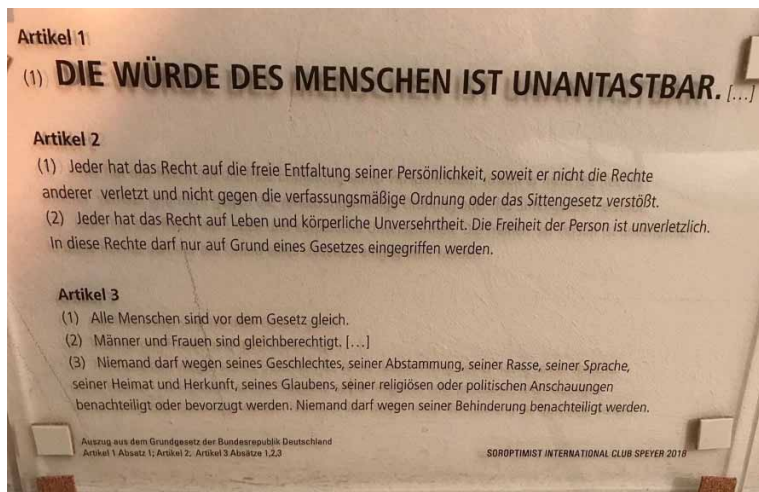 Artikel 1
(1) DIE WÜRDE DES MENSCHEN IST UNANTASTBAR. [...]
Artikel 2
(1) Jeder hat das Recht auf die freie Entfaltung seiner Persönlichkeit, soweit er nicht die Rechte
anderer verletzt und nicht gegen die verfassungsmäßige Ordnung oder das Sittengesetz verstößt.
(2) Jeder hat das Recht auf Leben und körperliche Unversehrtheit. Die Freiheit der Person ist unverletzlich.
In diese Rechte darf nur auf Grund eines Gesetzes eingegriffen werden.
Artikel 3
(1) Alle Menschen sind vor dem Gesetz gleich.
(2) Männer und Frauen sind gleichberechtigt. [...]
(3) Niemand darf wegen seines Geschlechtes, seiner Abstammung, seiner Rasse, seiner Sprache,
seiner Heimat und Herkunft, seines Glaubens, seiner religiösen oder politischen Anschauungen
benachteiligt oder bevorzugt werden. Niemand darf wegen seiner Behinderung benachteiligt werden.
Auszug aus dem Grundgesetz der Bundesrepublik Deutschland
Artikel 1 Absatz 1; Artikel 2; Artikel 3 Absätze 1,2,3
SOROPTIMIST INTERNATIONAL CLUB SPEYER 2018